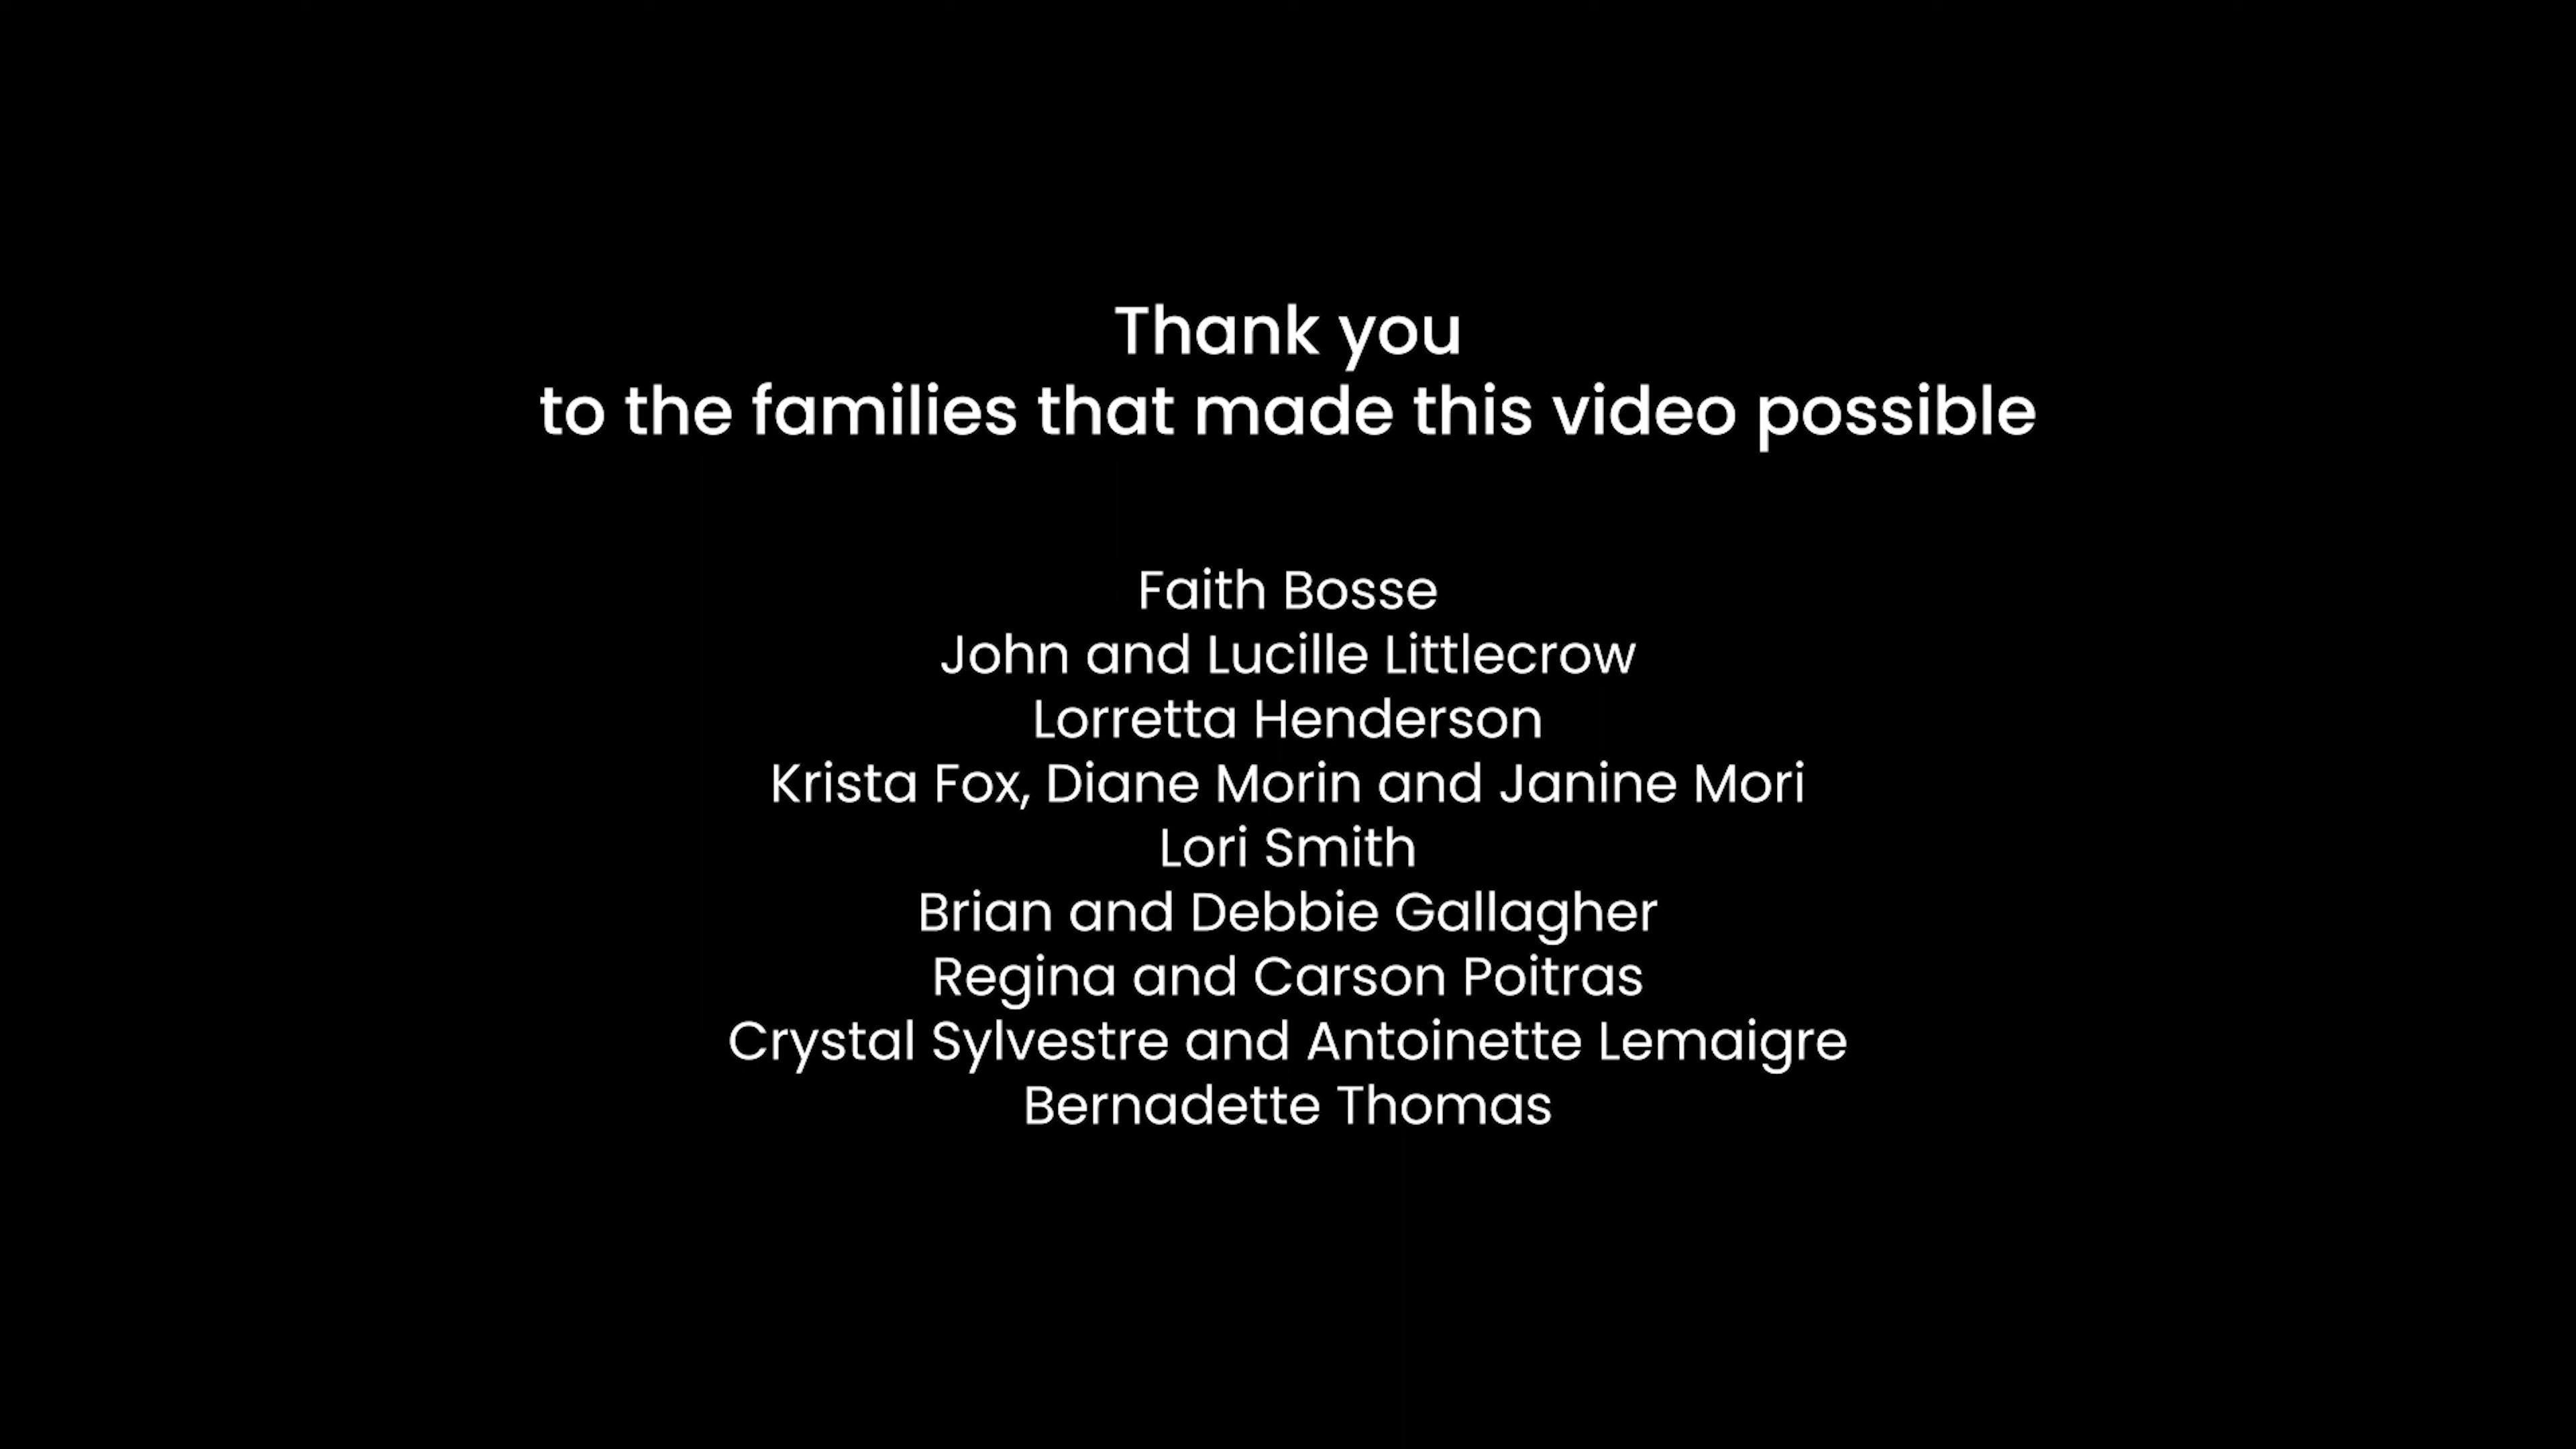 Thank you
to the families that made this video possible
Faith Bosse
John and Lucille Littlecrow
Lorretta Henderson
Krista Fox, Diane Morin and Janine Mori
Lori Smith
Brian and Debbie Gallagher
Regina and Carson Poitras
Crystal Sylvestre and Antoinette Lemaigre
Bernadette Thomas